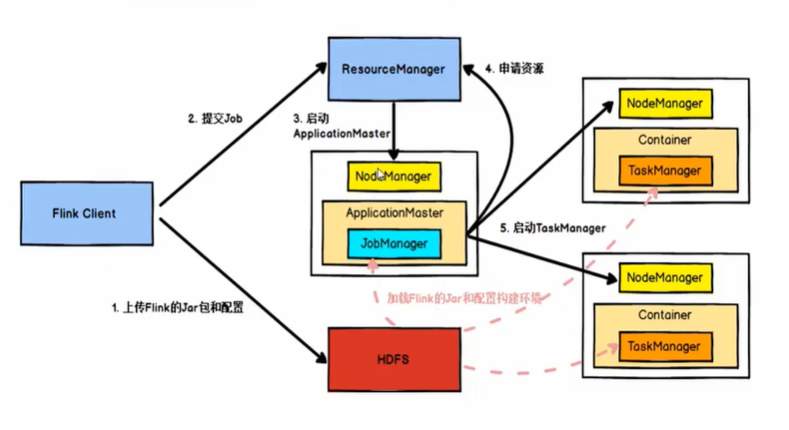 ResourceManager
4. 申请资源
NodeManager
2. 提交Job
3. 启动
ApplicationMaster
Container
NodeManager
TaskManager
Flink Client
ApplicationMaster
JobManager
5. 启动TaskManager
NodeManager
加载Flink的Jar和配置构建环境
1. 上传Flink的Jar包和配置
Container
TaskManager
HDFS